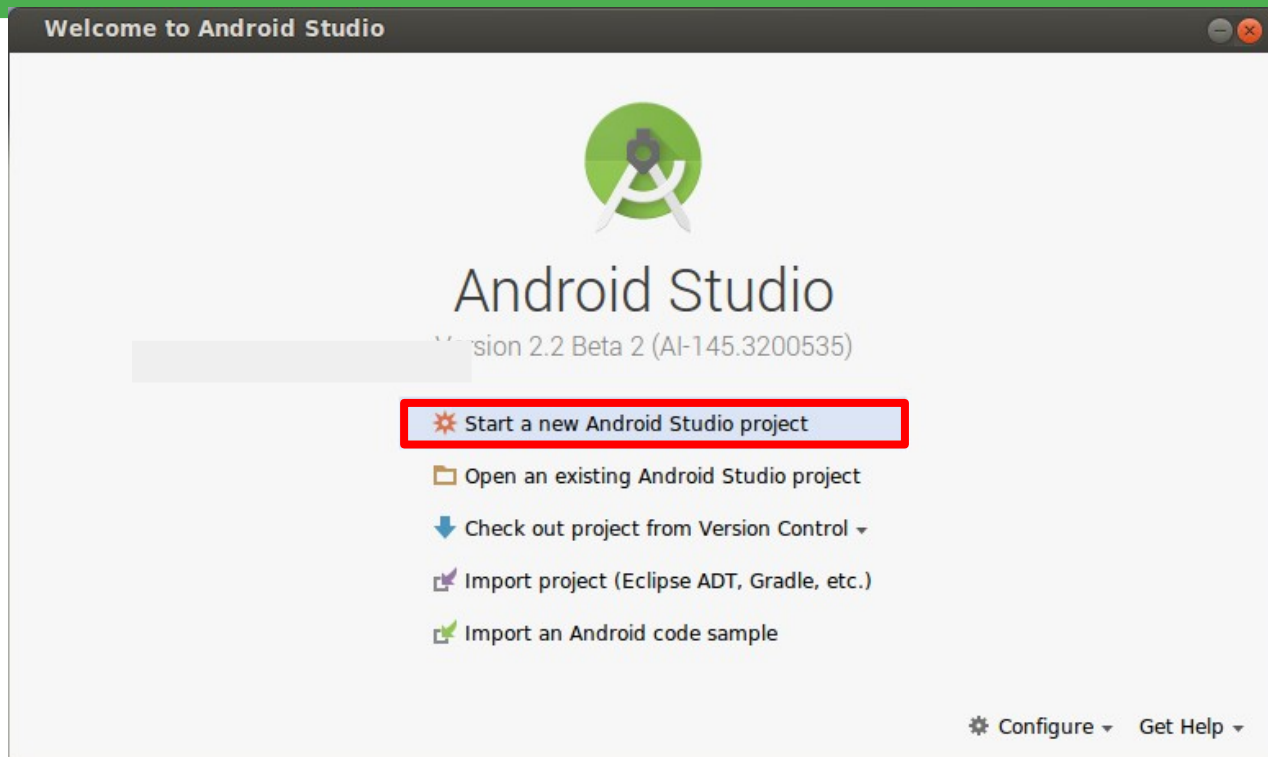 Welcome to Android Studio
Android Studio
Version 2.2 Beta 2 (AI-145.3200535)
Start a new Android Studio project
Open an existing Android Studio project
Check out project from Version Control
Import project (Eclipse ADT, Gradle, etc.)
Import an Android code sample
Configure Get Help